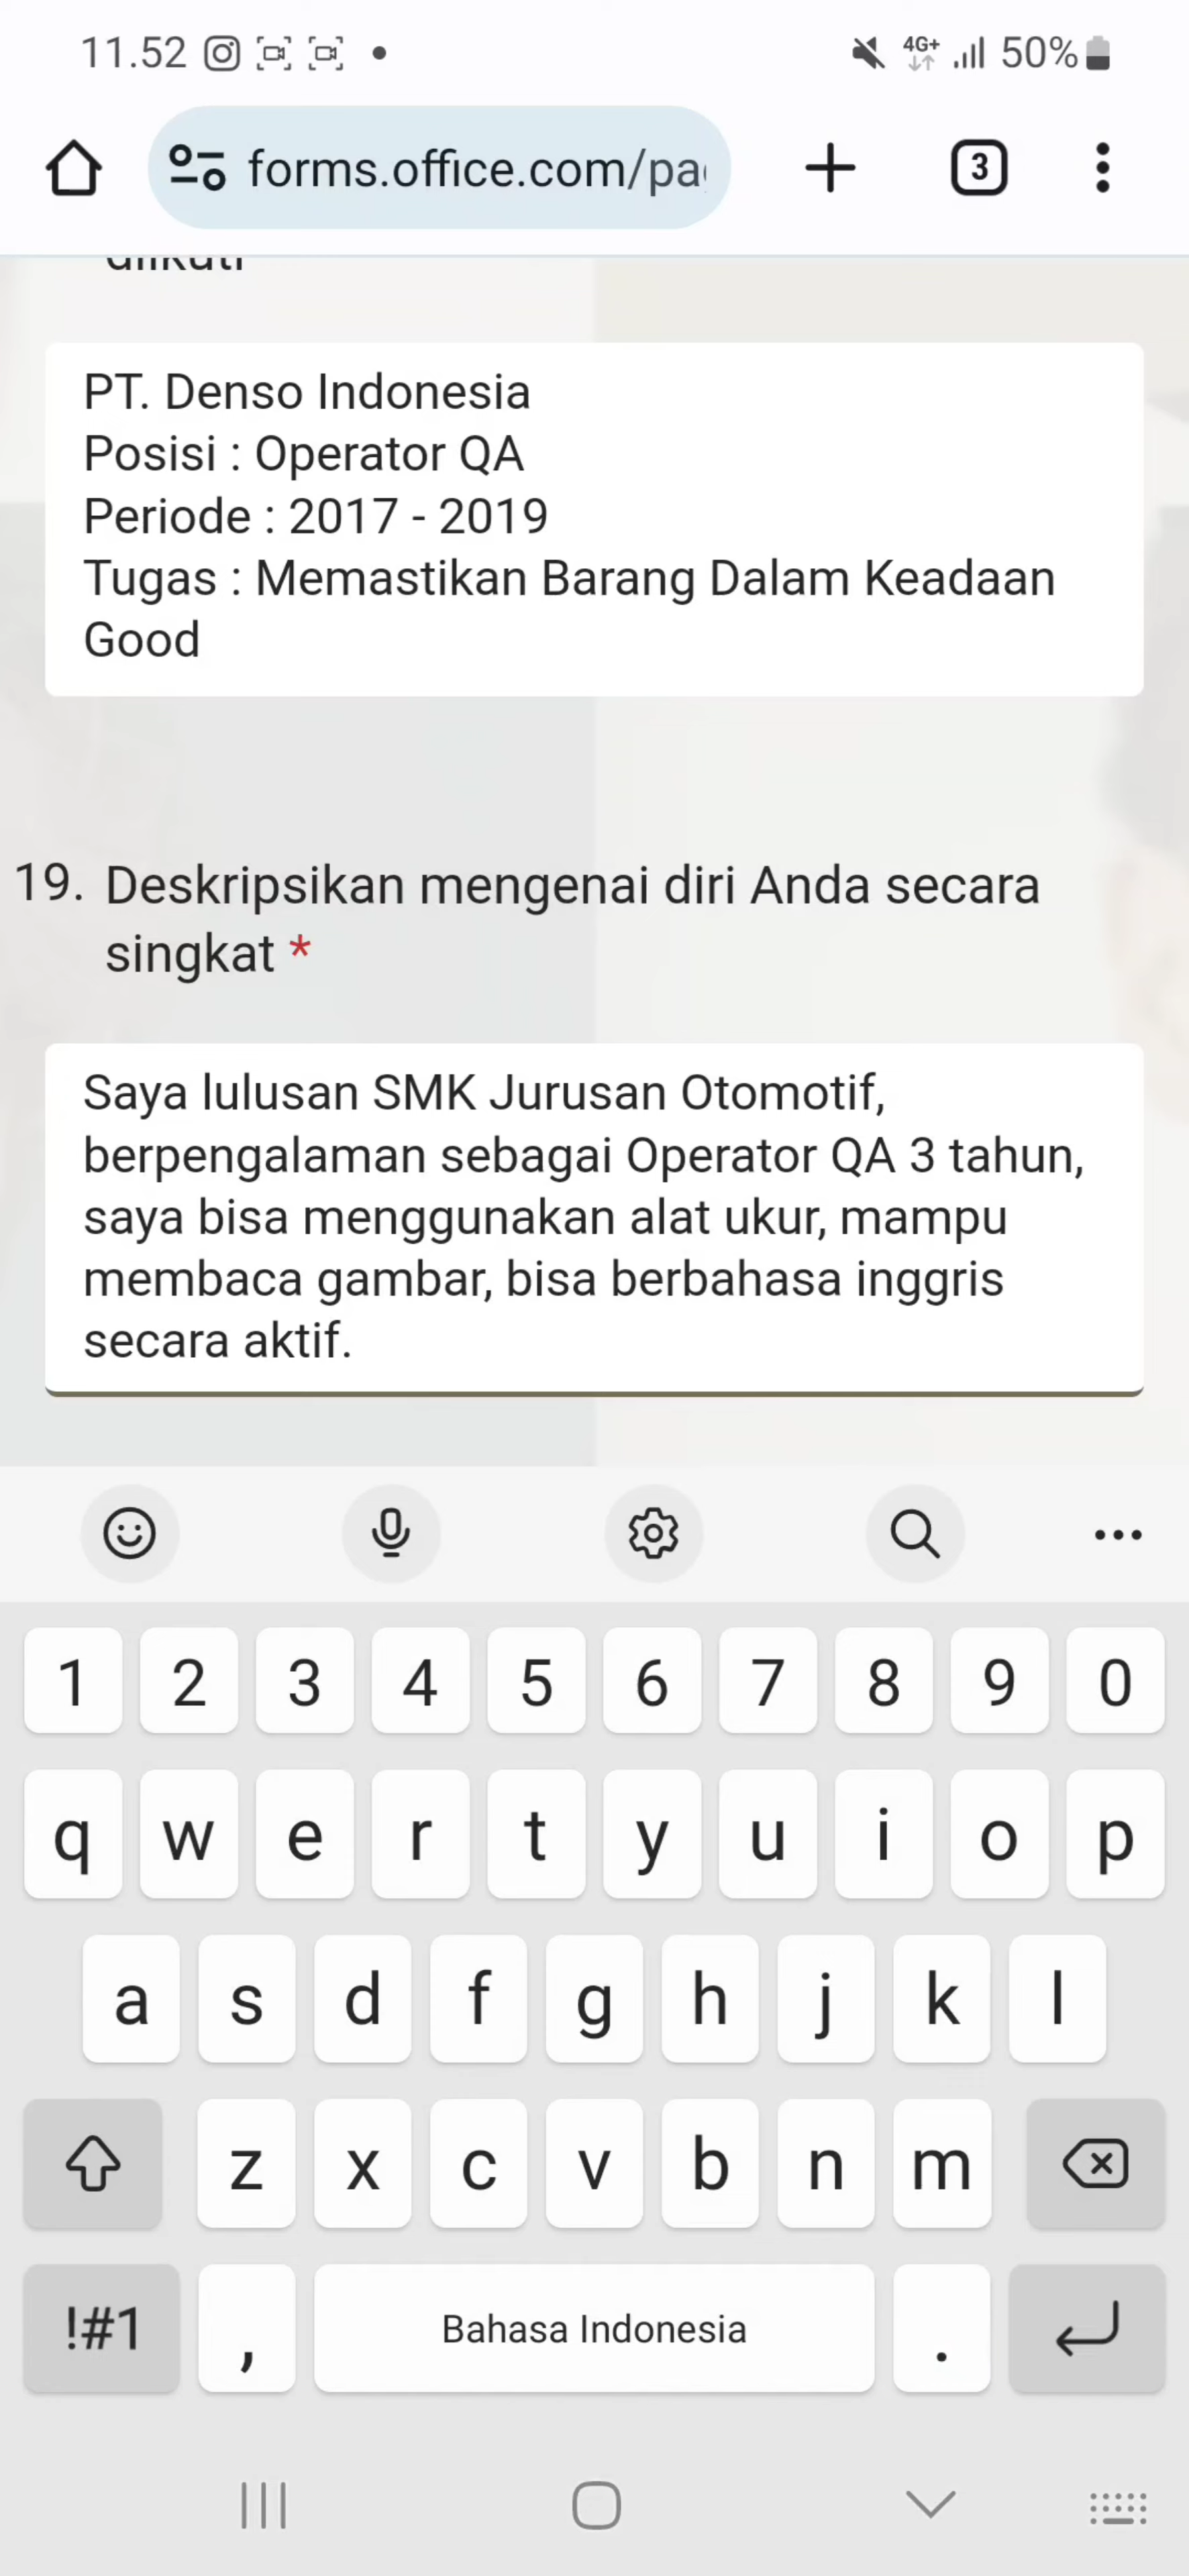 11.52
4G+
50%
forms.office.com/pa
3
PT. Denso Indonesia
Posisi : Operator QA
Periode : 2017 - 2019
Tugas : Memastikan Barang Dalam Keadaan
Good
19. Deskripsikan mengenai diri Anda secara
singkat *
Saya lulusan SMK Jurusan Otomotif,
berpengalaman sebagai Operator QA 3 tahun,
saya bisa menggunakan alat ukur, mampu
membaca gambar, bisa berbahasa inggris
secara aktif.
1 2 3 4 5 6 7 8 9 0
q w e r t y u i o p
a s d f g h j k l
z x c v b n m
!#1 , Bahasa Indonesia .